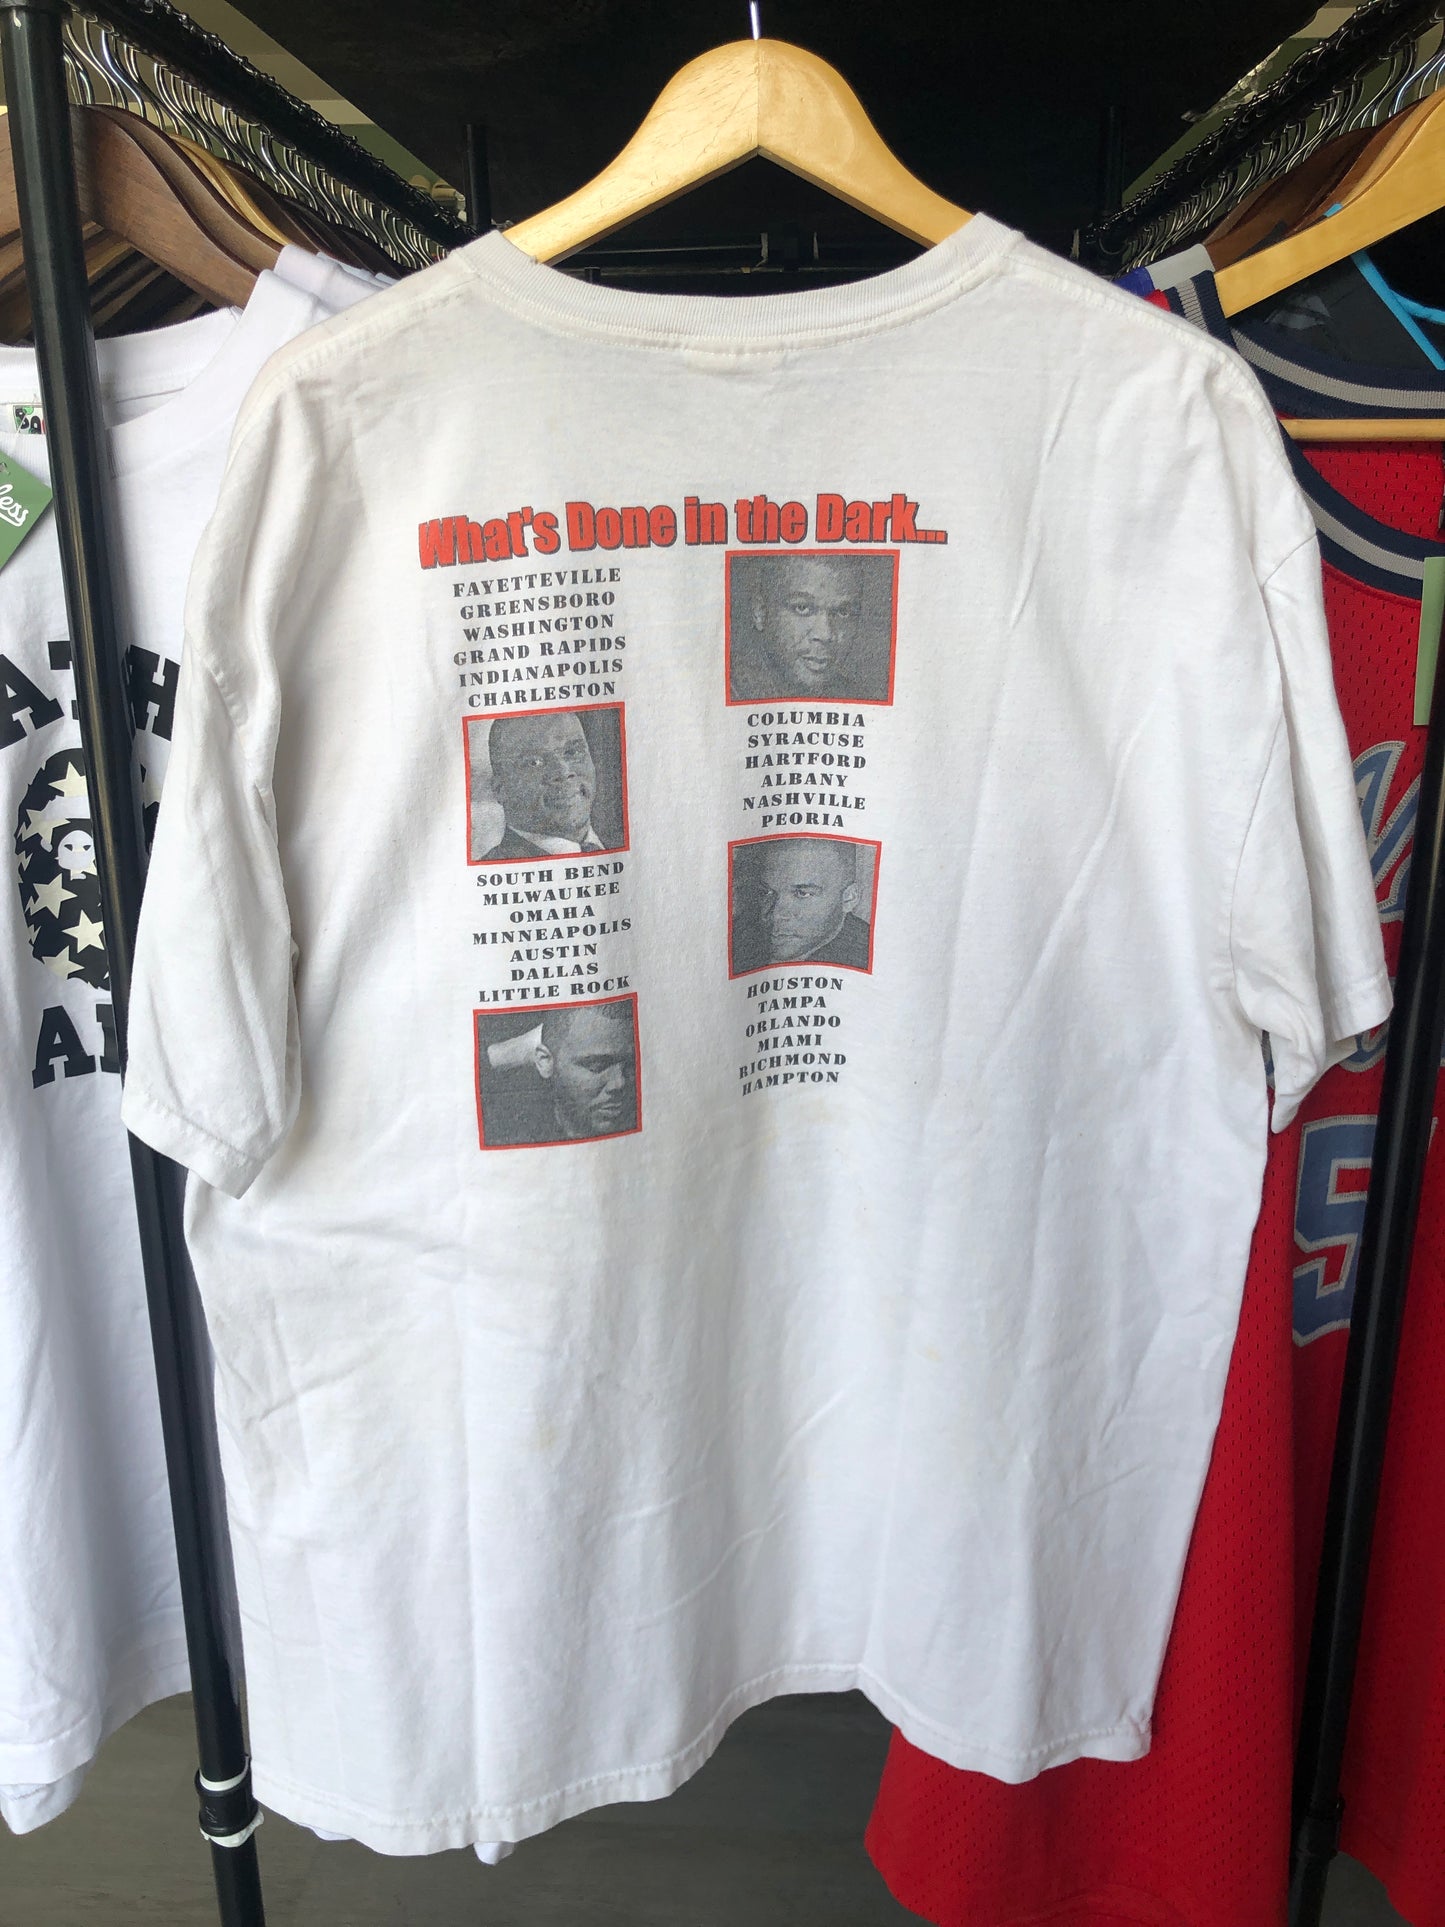 What's Done in the Dark...
FAYETTEVILLE
GREENSBORO
WASHINGTON
GRAND RAPIDS
INDIANAPOLIS
CHARLESTON
SOUTH BEND
MILWAUKEE
OMAHA
MINNEAPOLIS
AUSTIN
DALLAS
LITTLE ROCK
COLUMBIA
SYRACUSE
HARTFORD
ALBANY
NASHVILLE
PEORIA
HOUSTON
TAMPA
ORLANDO
MIAMI
RICHMOND
HAMPTON
5